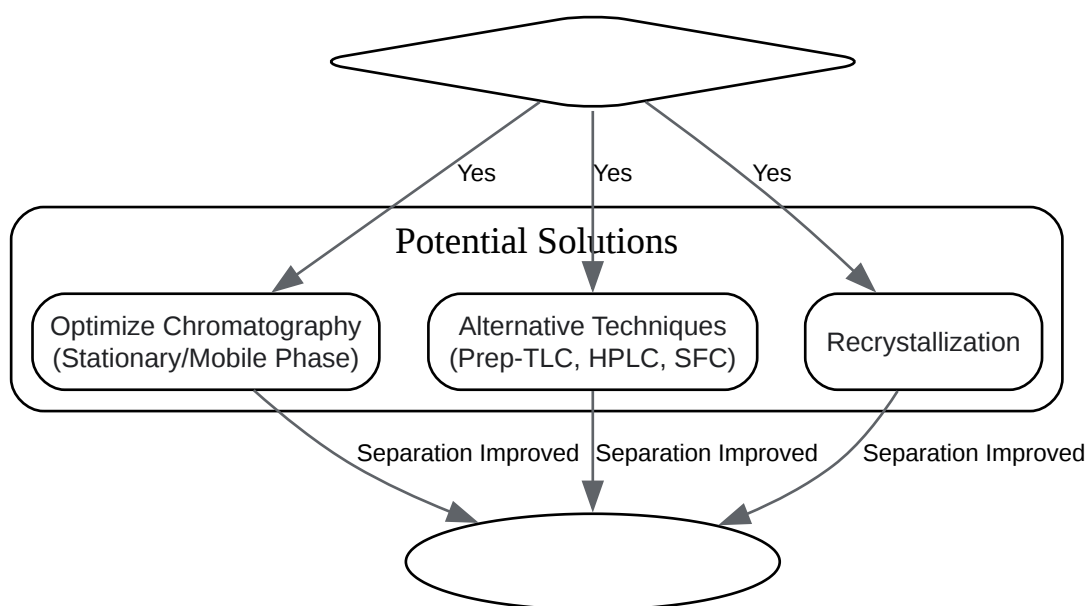 Yes
Yes
Yes
Potential Solutions
Optimize Chromatography
(Stationary/Mobile Phase)
Alternative Techniques
(Prep-TLC, HPLC, SFC)
Recrystallization
Separation Improved
Separation Improved
Separation Improved